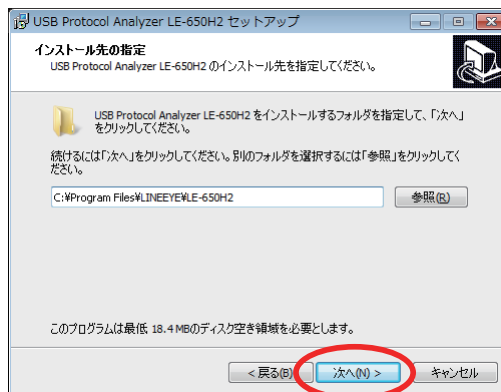 USB Protocol Analyzer LE-650H2 セットアップ
インストール先の指定
USB Protocol Analyzer LE-650H2 のインストール先を指定してください。
USB Protocol Analyzer LE-650H2 をインストールするフォルダを指定して、「次へ」
をクリックしてください。
続けるには「次へ」をクリックしてください。別のフォルダを選択するには「参照」をクリックしてく
ださい。
C:¥Program Files¥LINEEYE¥LE-650H2
参照(R)
このプログラムは最低 18.4 MBのディスク空き領域を必要とします。
< 戻る(B)
次へ(N) >
キャンセル